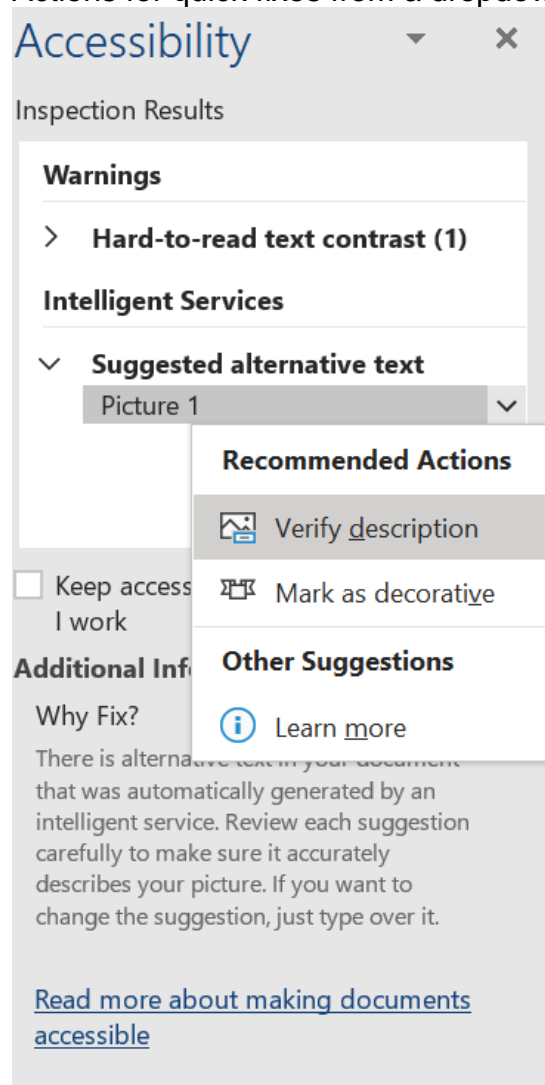 Accessibility
Inspection Results
Warnings
Hard-to-read text contrast (1)
Intelligent Services
Suggested alternative text
Picture 1
Recommended Actions
Verify description
Keep access
Mark as decorative
I work
Other Suggestions
Additional Inf
Why Fix?
Learn more
There is alternative text in your document
that was automatically generated by an
intelligent service. Review each suggestion
carefully to make sure it accurately
describes your picture. If you want to
change the suggestion, just type over it.
Read more about making documents
accessible